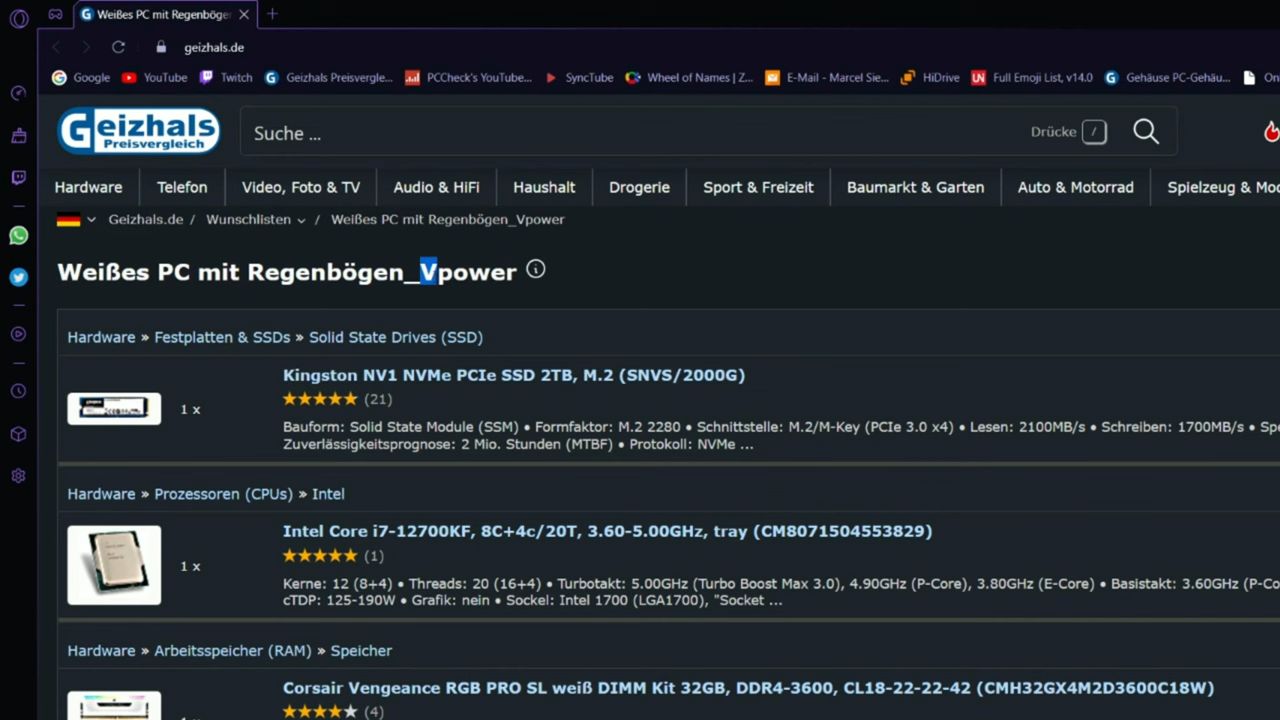 Weißes PC mit Regenböger
geizhals.de
Google YouTube Twitch Geizhals Preisvergle... PCCheck's YouTube... SyncTube Wheel of Names | Z... E-Mail - Marcel Sie... HiDrive Full Emoji List, v14.0 Gehäuse PC-Gehäu... On
Geizhals
Preisvergleich
Suche ...
Drücke /
Hardware Telefon Video, Foto & TV Audio & HiFi Haushalt Drogerie Sport & Freizeit Baumarkt & Garten Auto & Motorrad Spielzeug & Mod
Geizhals.de / Wunschlisten / Weißes PC mit Regenbögen_Vpower
Weißes PC mit Regenbögen_Vpower
Hardware » Festplatten & SSDs » Solid State Drives (SSD)
Kingston NV1 NVMe PCIe SSD 2TB, M.2 (SNVS/2000G)
1 x
(21)
Bauform: Solid State Module (SSM) • Formfaktor: M.2 2280 • Schnittstelle: M.2/M-Key (PCIe 3.0 x4) • Lesen: 2100MB/s • Schreiben: 1700MB/s • Spe
Zuverlässigkeitsprognose: 2 Mio. Stunden (MTBF) • Protokoll: NVMe ...
Hardware » Prozessoren (CPUs) » Intel
Intel Core i7-12700KF, 8C+4c/20T, 3.60-5.00GHz, tray (CM8071504553829)
1 x
(1)
Kerne: 12 (8+4) • Threads: 20 (16+4) • Turbotakt: 5.00GHz (Turbo Boost Max 3.0), 4.90GHz (P-Core), 3.80GHz (E-Core) • Basistakt: 3.60GHz (P-Co
cTDP: 125-190W • Grafik: nein • Sockel: Intel 1700 (LGA1700), "Socket ...
Hardware » Arbeitsspeicher (RAM) » Speicher
Corsair Vengeance RGB PRO SL weiß DIMM Kit 32GB, DDR4-3600, CL18-22-22-42 (CMH32GX4M2D3600C18W)
(4)